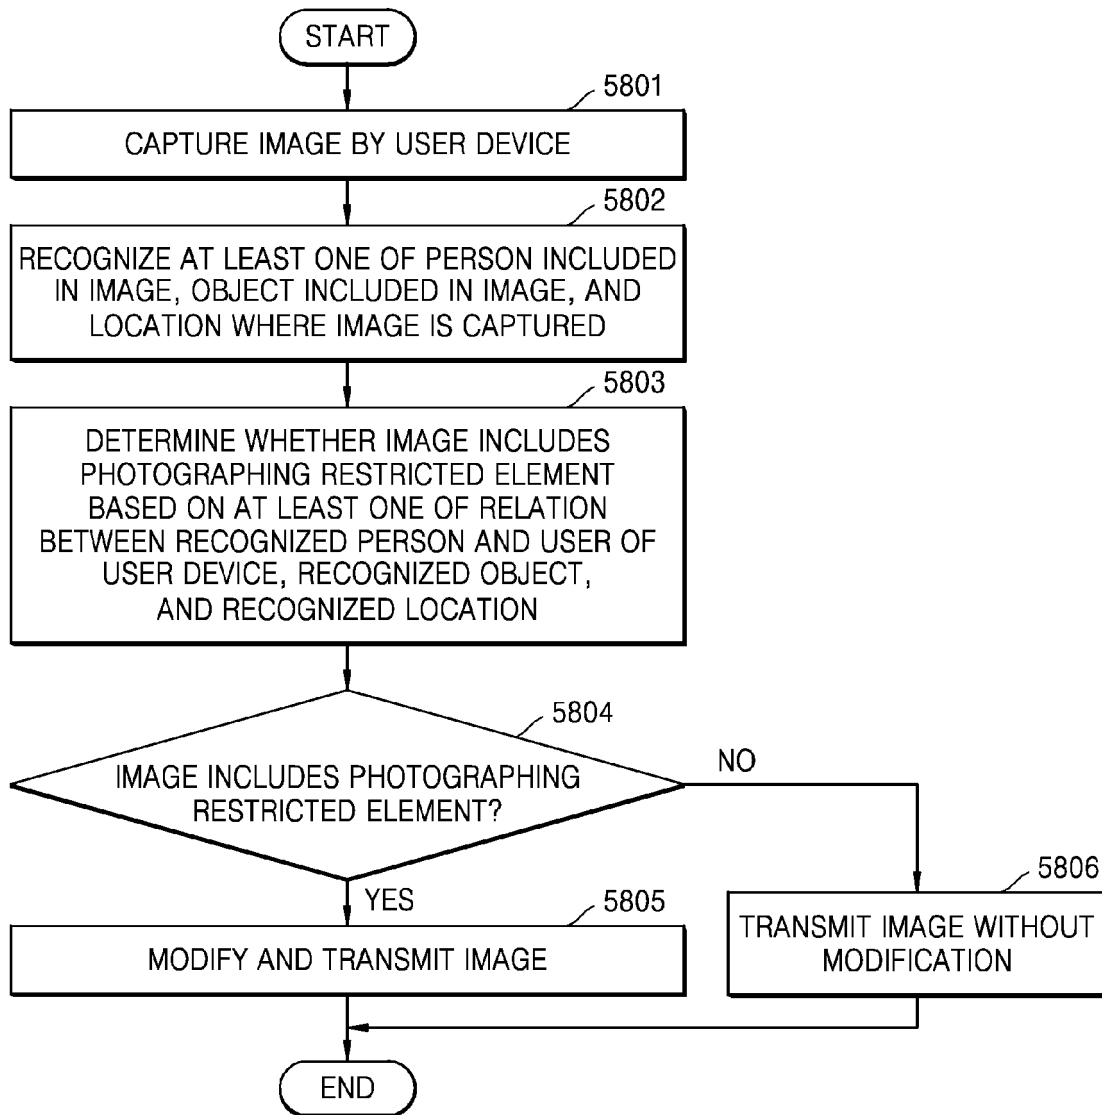 START
5801
CAPTURE IMAGE BY USER DEVICE
5802
RECOGNIZE AT LEAST ONE OF PERSON INCLUDED
IN IMAGE, OBJECT INCLUDED IN IMAGE, AND
LOCATION WHERE IMAGE IS CAPTURED
5803
DETERMINE WHETHER IMAGE INCLUDES
PHOTOGRAPHING RESTRICTED ELEMENT
BASED ON AT LEAST ONE OF RELATION
BETWEEN RECOGNIZED PERSON AND USER OF
USER DEVICE, RECOGNIZED OBJECT,
AND RECOGNIZED LOCATION
5804
IMAGE INCLUDES PHOTOGRAPHING
RESTRICTED ELEMENT?
NO
YES
5805
MODIFY AND TRANSMIT IMAGE
5806
TRANSMIT IMAGE WITHOUT
MODIFICATION
END